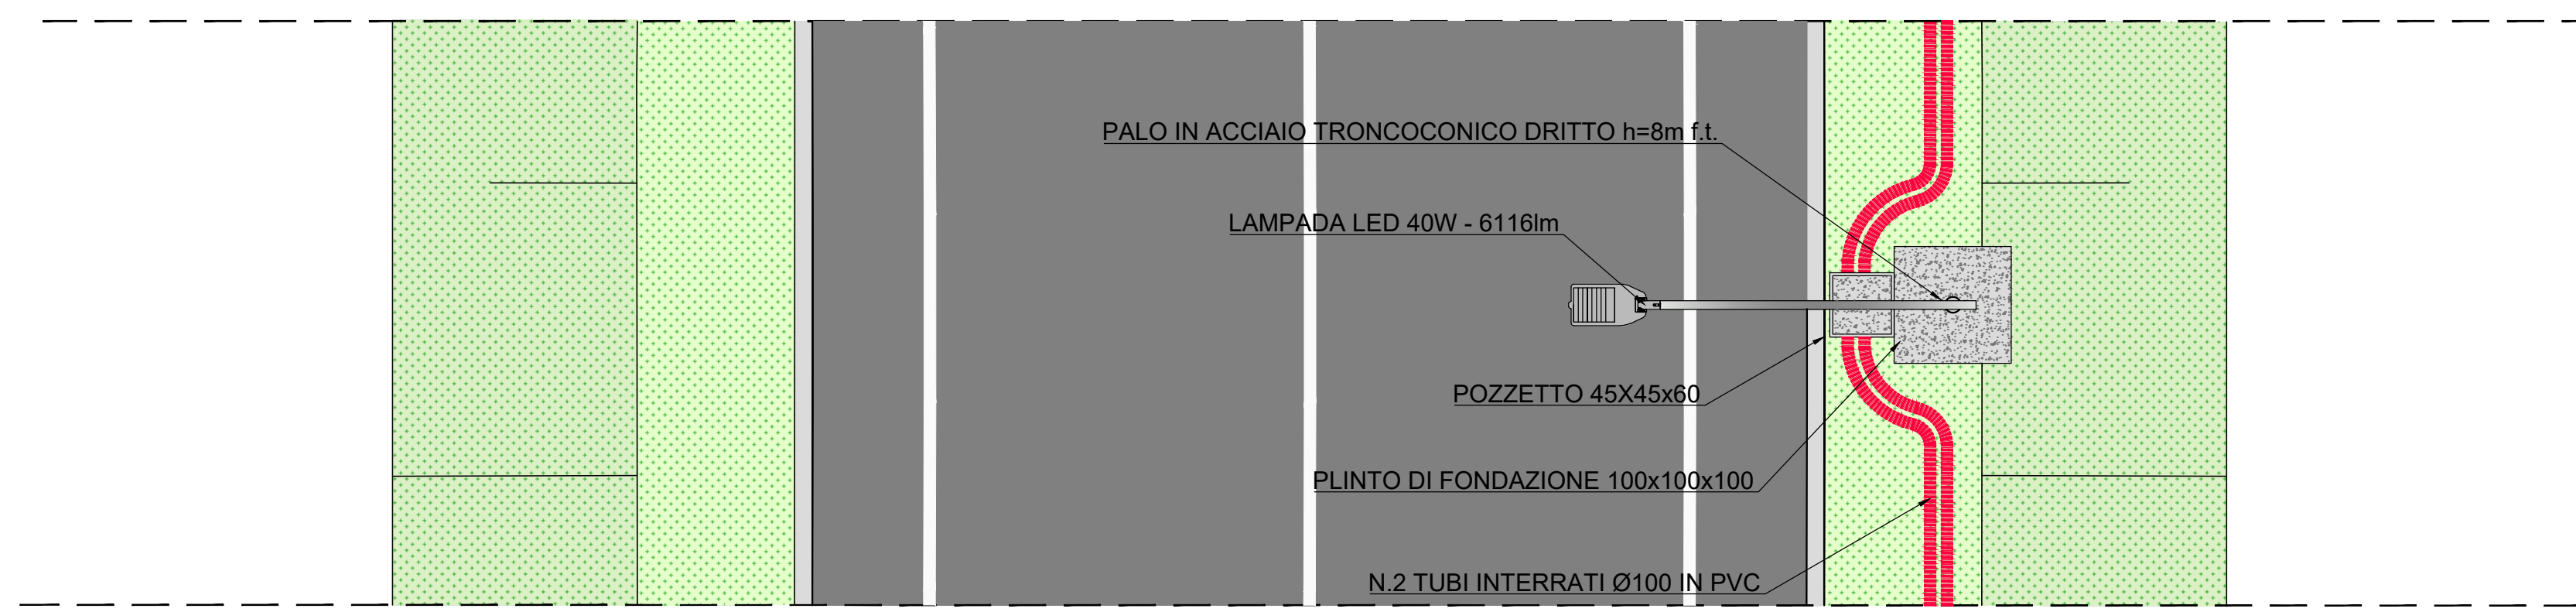 PALO IN ACCIAIO TRONCOCONICO DRITTO h=8m f.t.
LAMPADA LED 40W - 6116lm
POZZETTO 45X45x60
PLINTO DI FONDAZIONE 100x100x100
N.2 TUBI INTERRATI Ø100 IN PVC